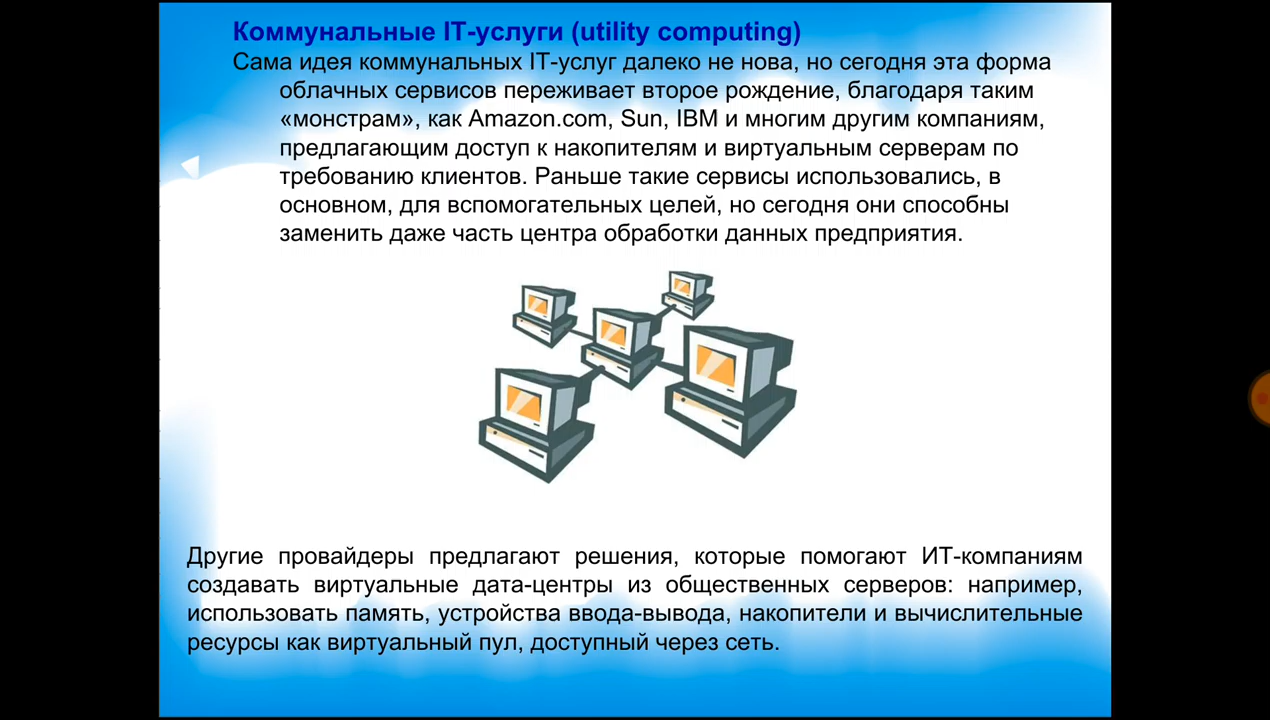 Коммунальные IT-услуги (utility computing)
Сама идея коммунальных IT-услуг далеко не нова, но сегодня эта форма
облачных сервисов переживает второе рождение, благодаря таким
«монстрам», как Amazon.com, Sun, IBM и многим другим компаниям,
предлагающим доступ к накопителям и виртуальным серверам по
требованию клиентов. Раньше такие сервисы использовались, в
основном, для вспомогательных целей, но сегодня они способны
заменить даже часть центра обработки данных предприятия.
Другие провайдеры предлагают решения, которые помогают ИТ-компаниям
создавать виртуальные дата-центры из общественных серверов: например,
использовать память, устройства ввода-вывода, накопители и вычислительные
ресурсы как виртуальный пул, доступный через сеть.